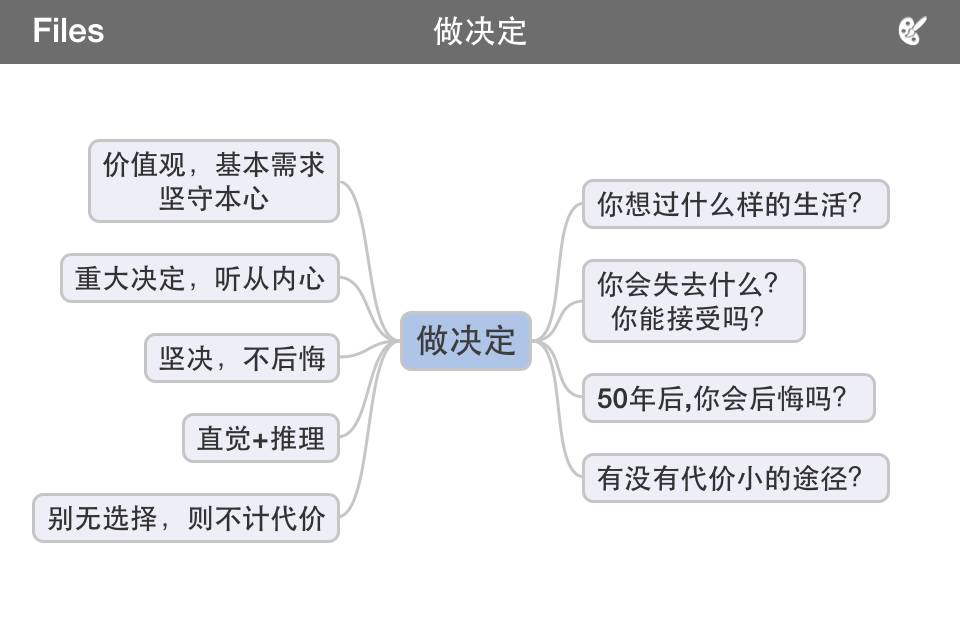 Files
做决定
价值观，基本需求
坚守本心
重大决定，听从内心
坚决，不后悔
直觉+推理
别无选择，则不计代价
做决定
你想过什么样的生活？
你会失去什么？
你能接受吗？
50年后,你会后悔吗？
有没有代价小的途径？